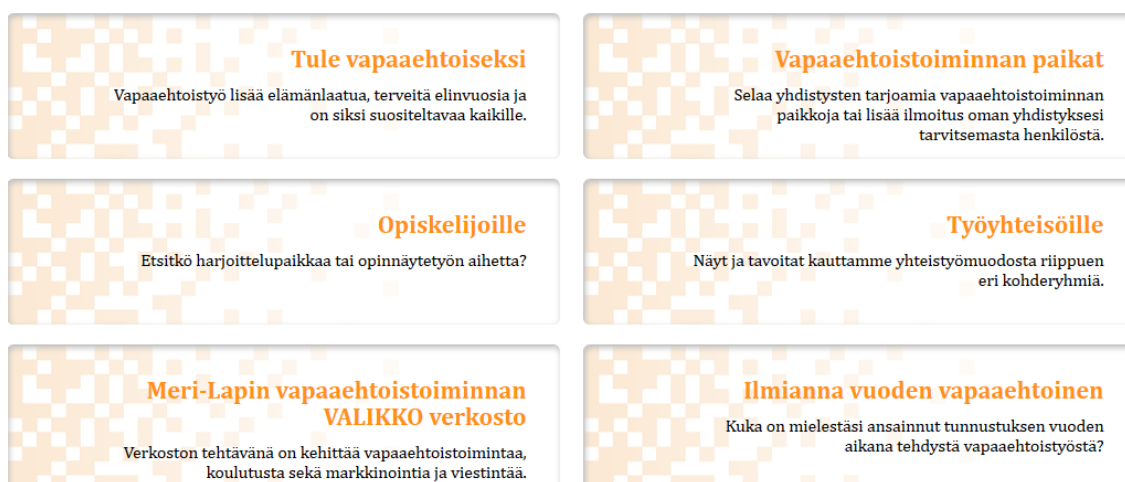 Tule vapaaehtoiseksi
Vapaaehtoistyö lisää elämänlaatua, terveitä elinvuosia ja
on siksi suositeltavaa kaikille.
Vapaaehtoistoiminnan paikat
Selaa yhdistysten tarjoamia vapaaehtoistoiminnan
paikkoja tai lisää ilmoitus oman yhdistyksesi
tarvitsemasta henkilöstä.
Opiskelijoille
Etsitkö harjoittelupaikkaa tai opinnäytetyön aihetta?
Työyhteisöille
Näyt ja tavoitat kauttamme yhteistyömuodosta riippuen
eri kohderyhmiä.
Meri-Lapin vapaaehtoistoiminnan
VALIKKO verkosto
Verkoston tehtävänä on kehittää vapaaehtoistoimintaa,
koulutusta sekä markkinointia ja viestintää.
Ilmianna vuoden vapaaehtoinen
Kuka on mielestäsi ansainnut tunnustuksen vuoden
aikana tehdystä vapaaehtoistyöstä?